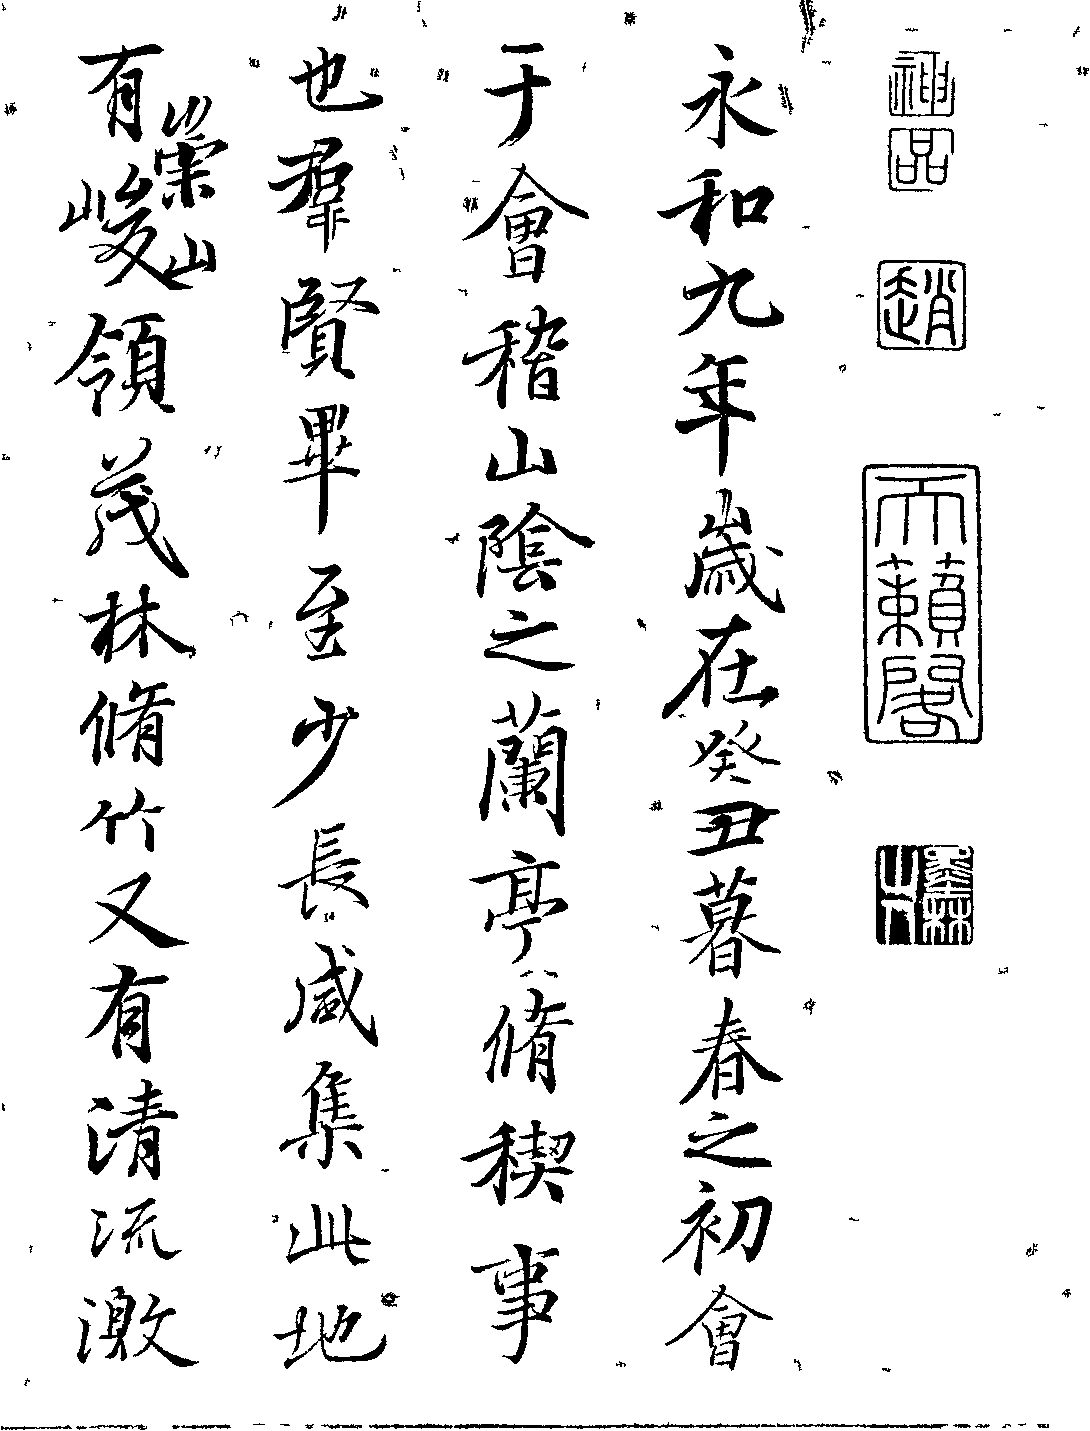 神品
趙
天籟閣
墨林
永和九年歲在癸丑暮春之初會
于會稽山陰之蘭亭脩稧事
也羣賢畢至少長咸集此地
有崇山峻領茂林脩竹又有清流激